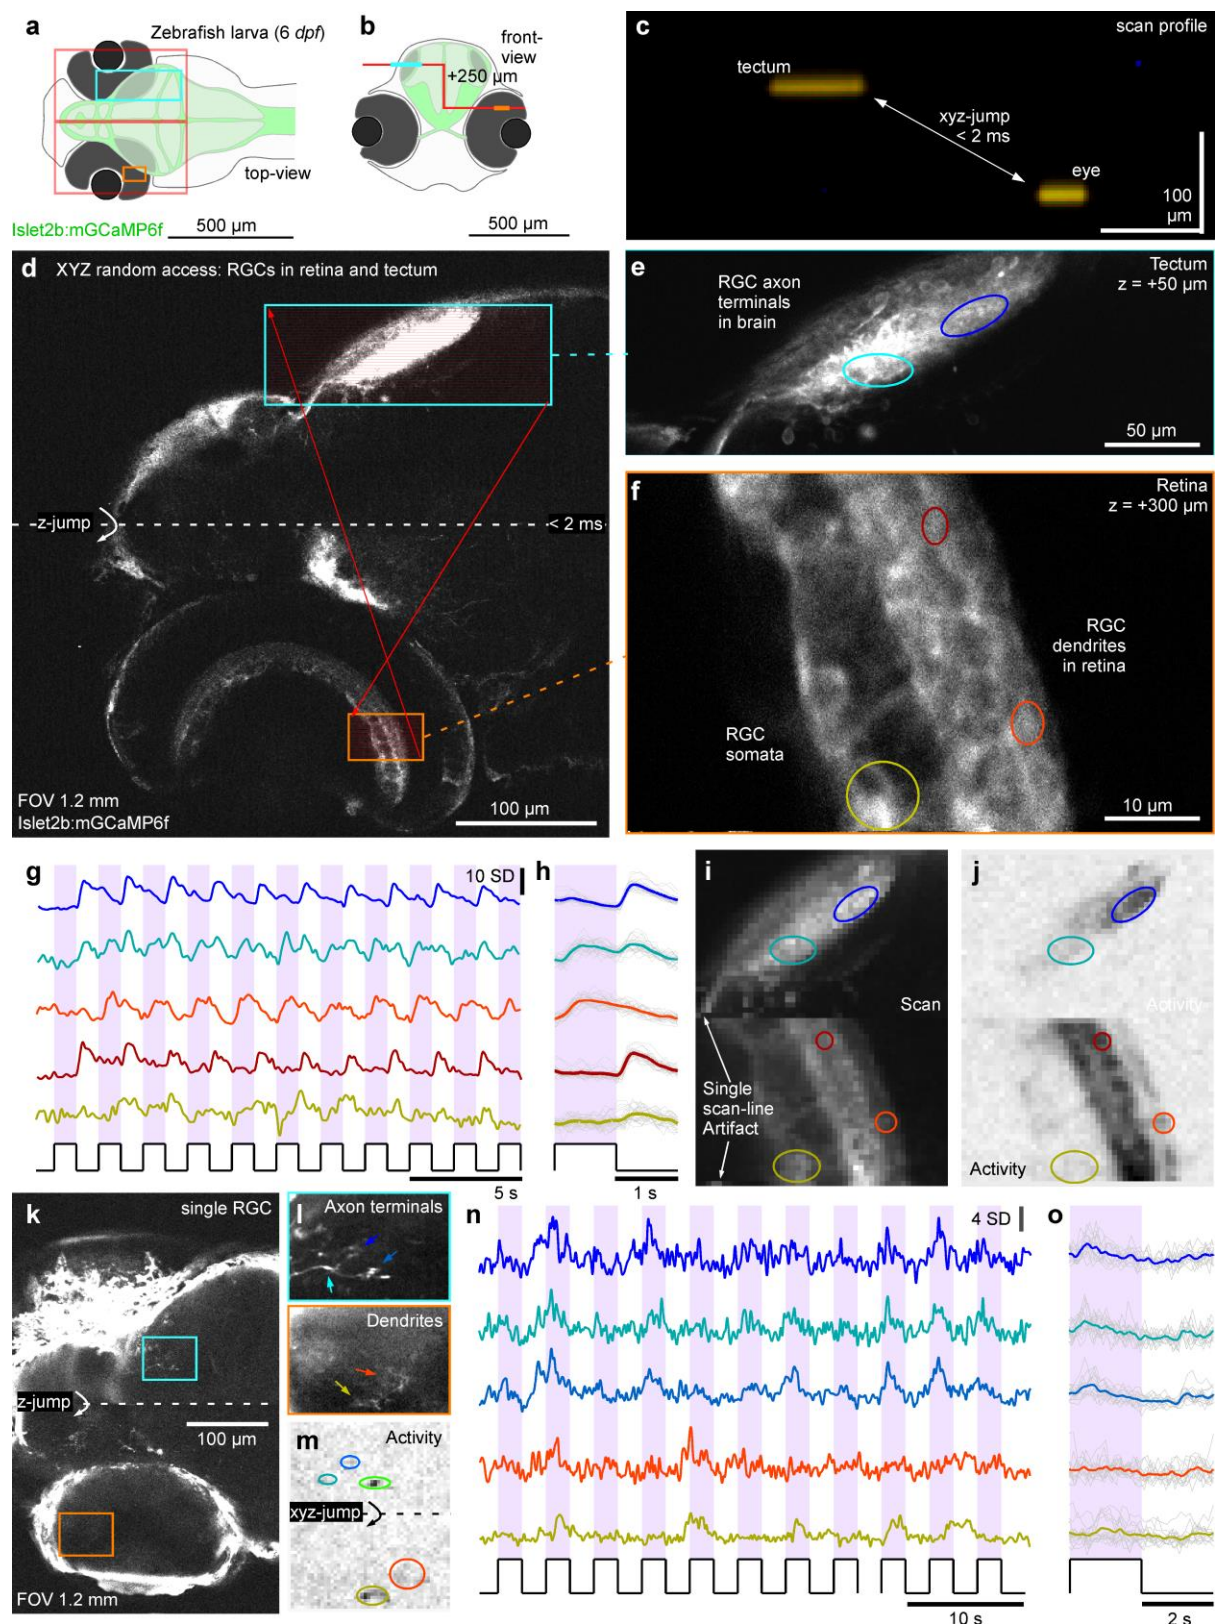 a
Zebrafish larva (6 dpf)
top-view
Islet2b:mGCaMP6f
500 µm
b
front-
view
+250 µm
500 µm
c
scan profile
tectum
xyz-jump
< 2 ms
eye
100
µm
d
XYZ random access: RGCs in retina and tectum
z-jump
< 2 ms
FOV 1.2 mm
Islet2b:mGCaMP6f
100 µm
e
RGC axon
terminals
in brain
Tectum
z = +50 µm
50 µm
f
Retina
z = +300 µm
RGC
dendrites
in retina
RGC
somata
10 µm
g
10 SD
5 s
h
1 s
i
Scan
Single
scan-line
Artifact
j
Activity
Activity
k
single RGC
z-jump
100 µm
FOV 1.2 mm
l
Axon terminals
Dendrites
m
Activity
xyz-jump
n
4 SD
10 s
o
2 s